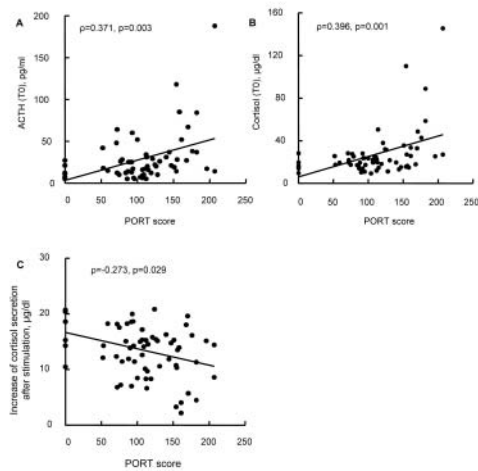 A
ρ=0.371, p=0.003
200
150
100
50
0
ACTH (T0), pg/ml
0 50 100 150 200 250
PORT score
B
ρ=0.396, p=0.001
160
120
80
40
0
Cortisol (T0), µg/dl
0 50 100 150 200 250
PORT score
C
ρ=-0.273, p=0.029
30
20
10
0
Increase of cortisol secretion
after stimulation, µg/dl
0 50 100 150 200 250
PORT score